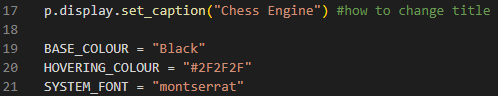 17 p.display.set_caption("Chess Engine") #how to change title
18
19 BASE_COLOUR = "Black"
20 HOVERING_COLOUR = "#2F2F2F"
21 SYSTEM_FONT = "montserrat"